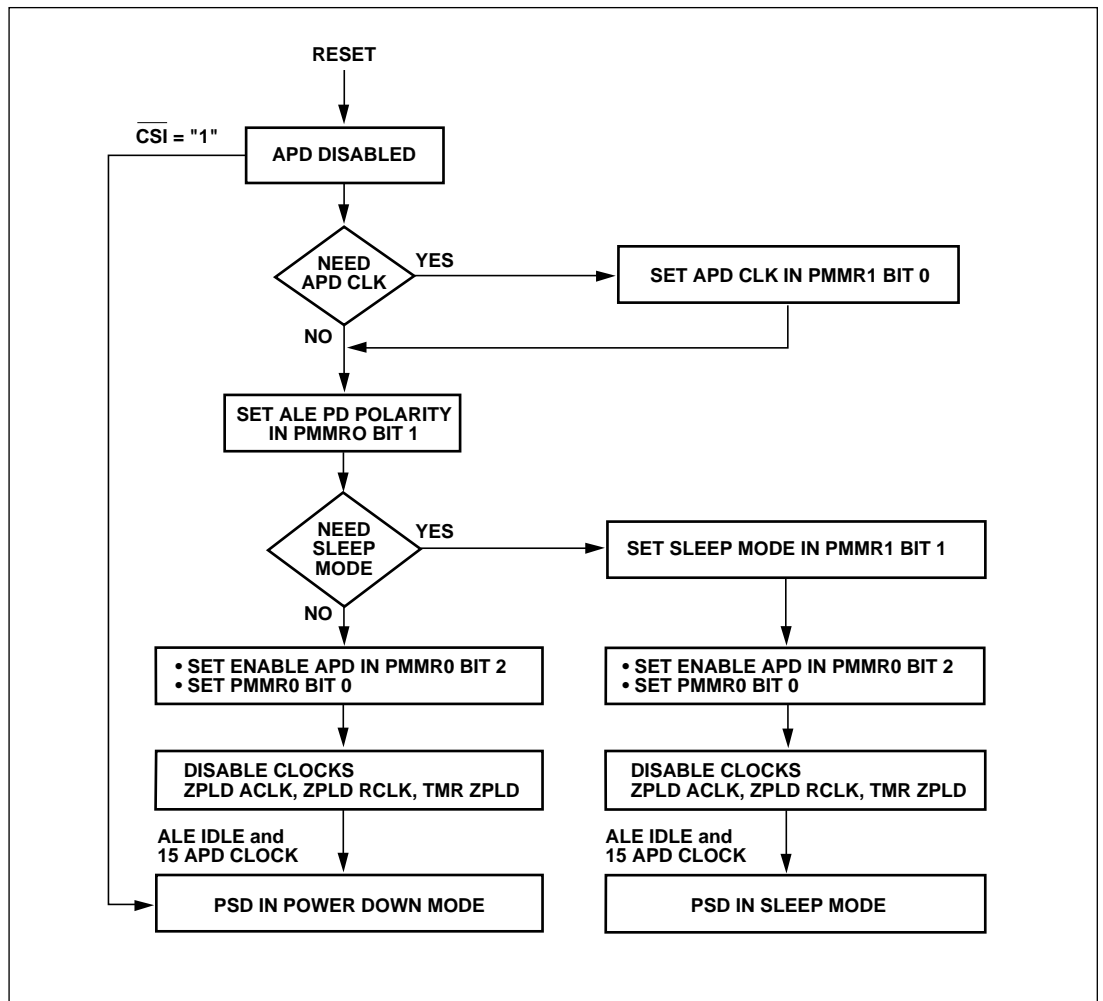 RESET
CSI = "1"
APD DISABLED
NEED
APD CLK
YES
SET APD CLK IN PMMR1 BIT 0
NO
SET ALE PD POLARITY
IN PMMRO BIT 1
NEED
SLEEP
MODE
YES
SET SLEEP MODE IN PMMR1 BIT 1
NO
• SET ENABLE APD IN PMMR0 BIT 2
• SET PMMR0 BIT 0
• SET ENABLE APD IN PMMR0 BIT 2
• SET PMMR0 BIT 0
DISABLE CLOCKS
ZPLD ACLK, ZPLD RCLK, TMR ZPLD
DISABLE CLOCKS
ZPLD ACLK, ZPLD RCLK, TMR ZPLD
ALE IDLE and
15 APD CLOCK
ALE IDLE and
15 APD CLOCK
PSD IN POWER DOWN MODE
PSD IN SLEEP MODE